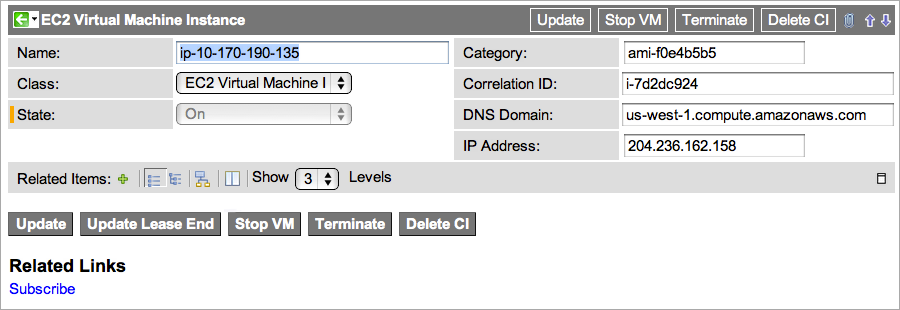 EC2 Virtual Machine Instance Update Stop VM Terminate Delete CI
Name: ip-10-170-190-135 Category: ami-f0e4b5b5
Class: EC2 Virtual Machine I Correlation ID: i-7d2dc924
State: On DNS Domain: us-west-1.compute.amazonaws.com
IP Address: 204.236.162.158
Related Items: Show 3 Levels
Update Update Lease End Stop VM Terminate Delete CI
Related Links
Subscribe